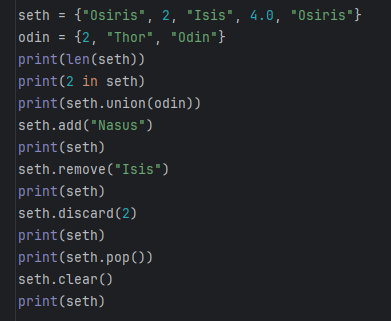 seth = {"Osiris", 2, "Isis", 4.0, "Osiris"}
odin = {2, "Thor", "Odin"}
print(len(seth))
print(2 in seth)
print(seth.union(odin))
seth.add("Nasus")
print(seth)
seth.remove("Isis")
print(seth)
seth.discard(2)
print(seth)
print(seth.pop())
seth.clear()
print(seth)